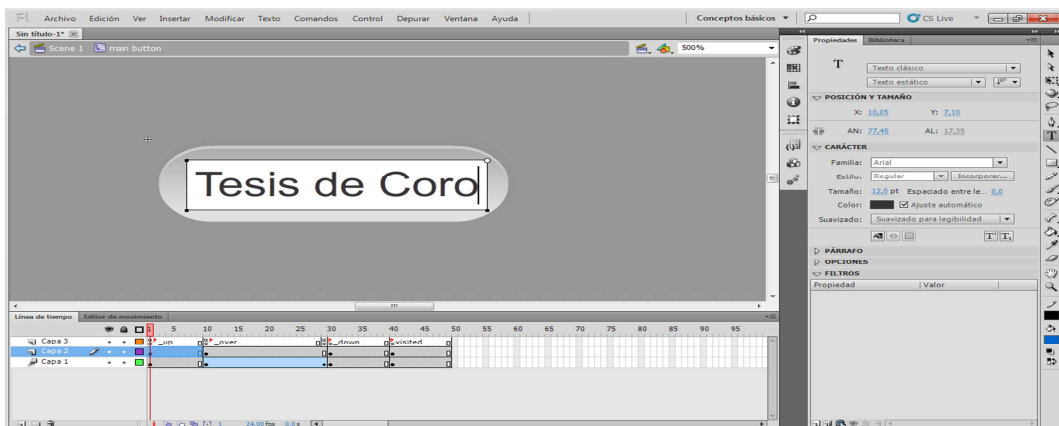 Fl Archivo Edición Ver Insertar Modificar Texto Comandos Control Depurar Ventana Ayuda Conceptos básicos CS Live
Sin título-1*
Scene 1 main button 500%
Propiedades Biblioteca
T Texto clásico
Texto estático
POSICIÓN Y TAMAÑO
X: 10,05 Y: 7,10
AN: 77,45 AL: 17,35
CARÁCTER
Familia: Arial
Estilo: Regular Incorporar...
Tamaño: 12,0 pt Espaciado entre le... 0,0
Color: Ajuste automático
Suavizado: Suavizado para legibilidad
PÁRRAFO
OPCIONES
FILTROS
Propiedad Valor
Tesis de Coro
Línea de tiempo Editor de movimiento
1 5 10 15 20 25 30 35 40 45 50 55 60 65 70 75 80 85 90 95
Capa 3 _up _over _down visited
Capa 2
Capa 1
1 24.00 fps 0.0 s